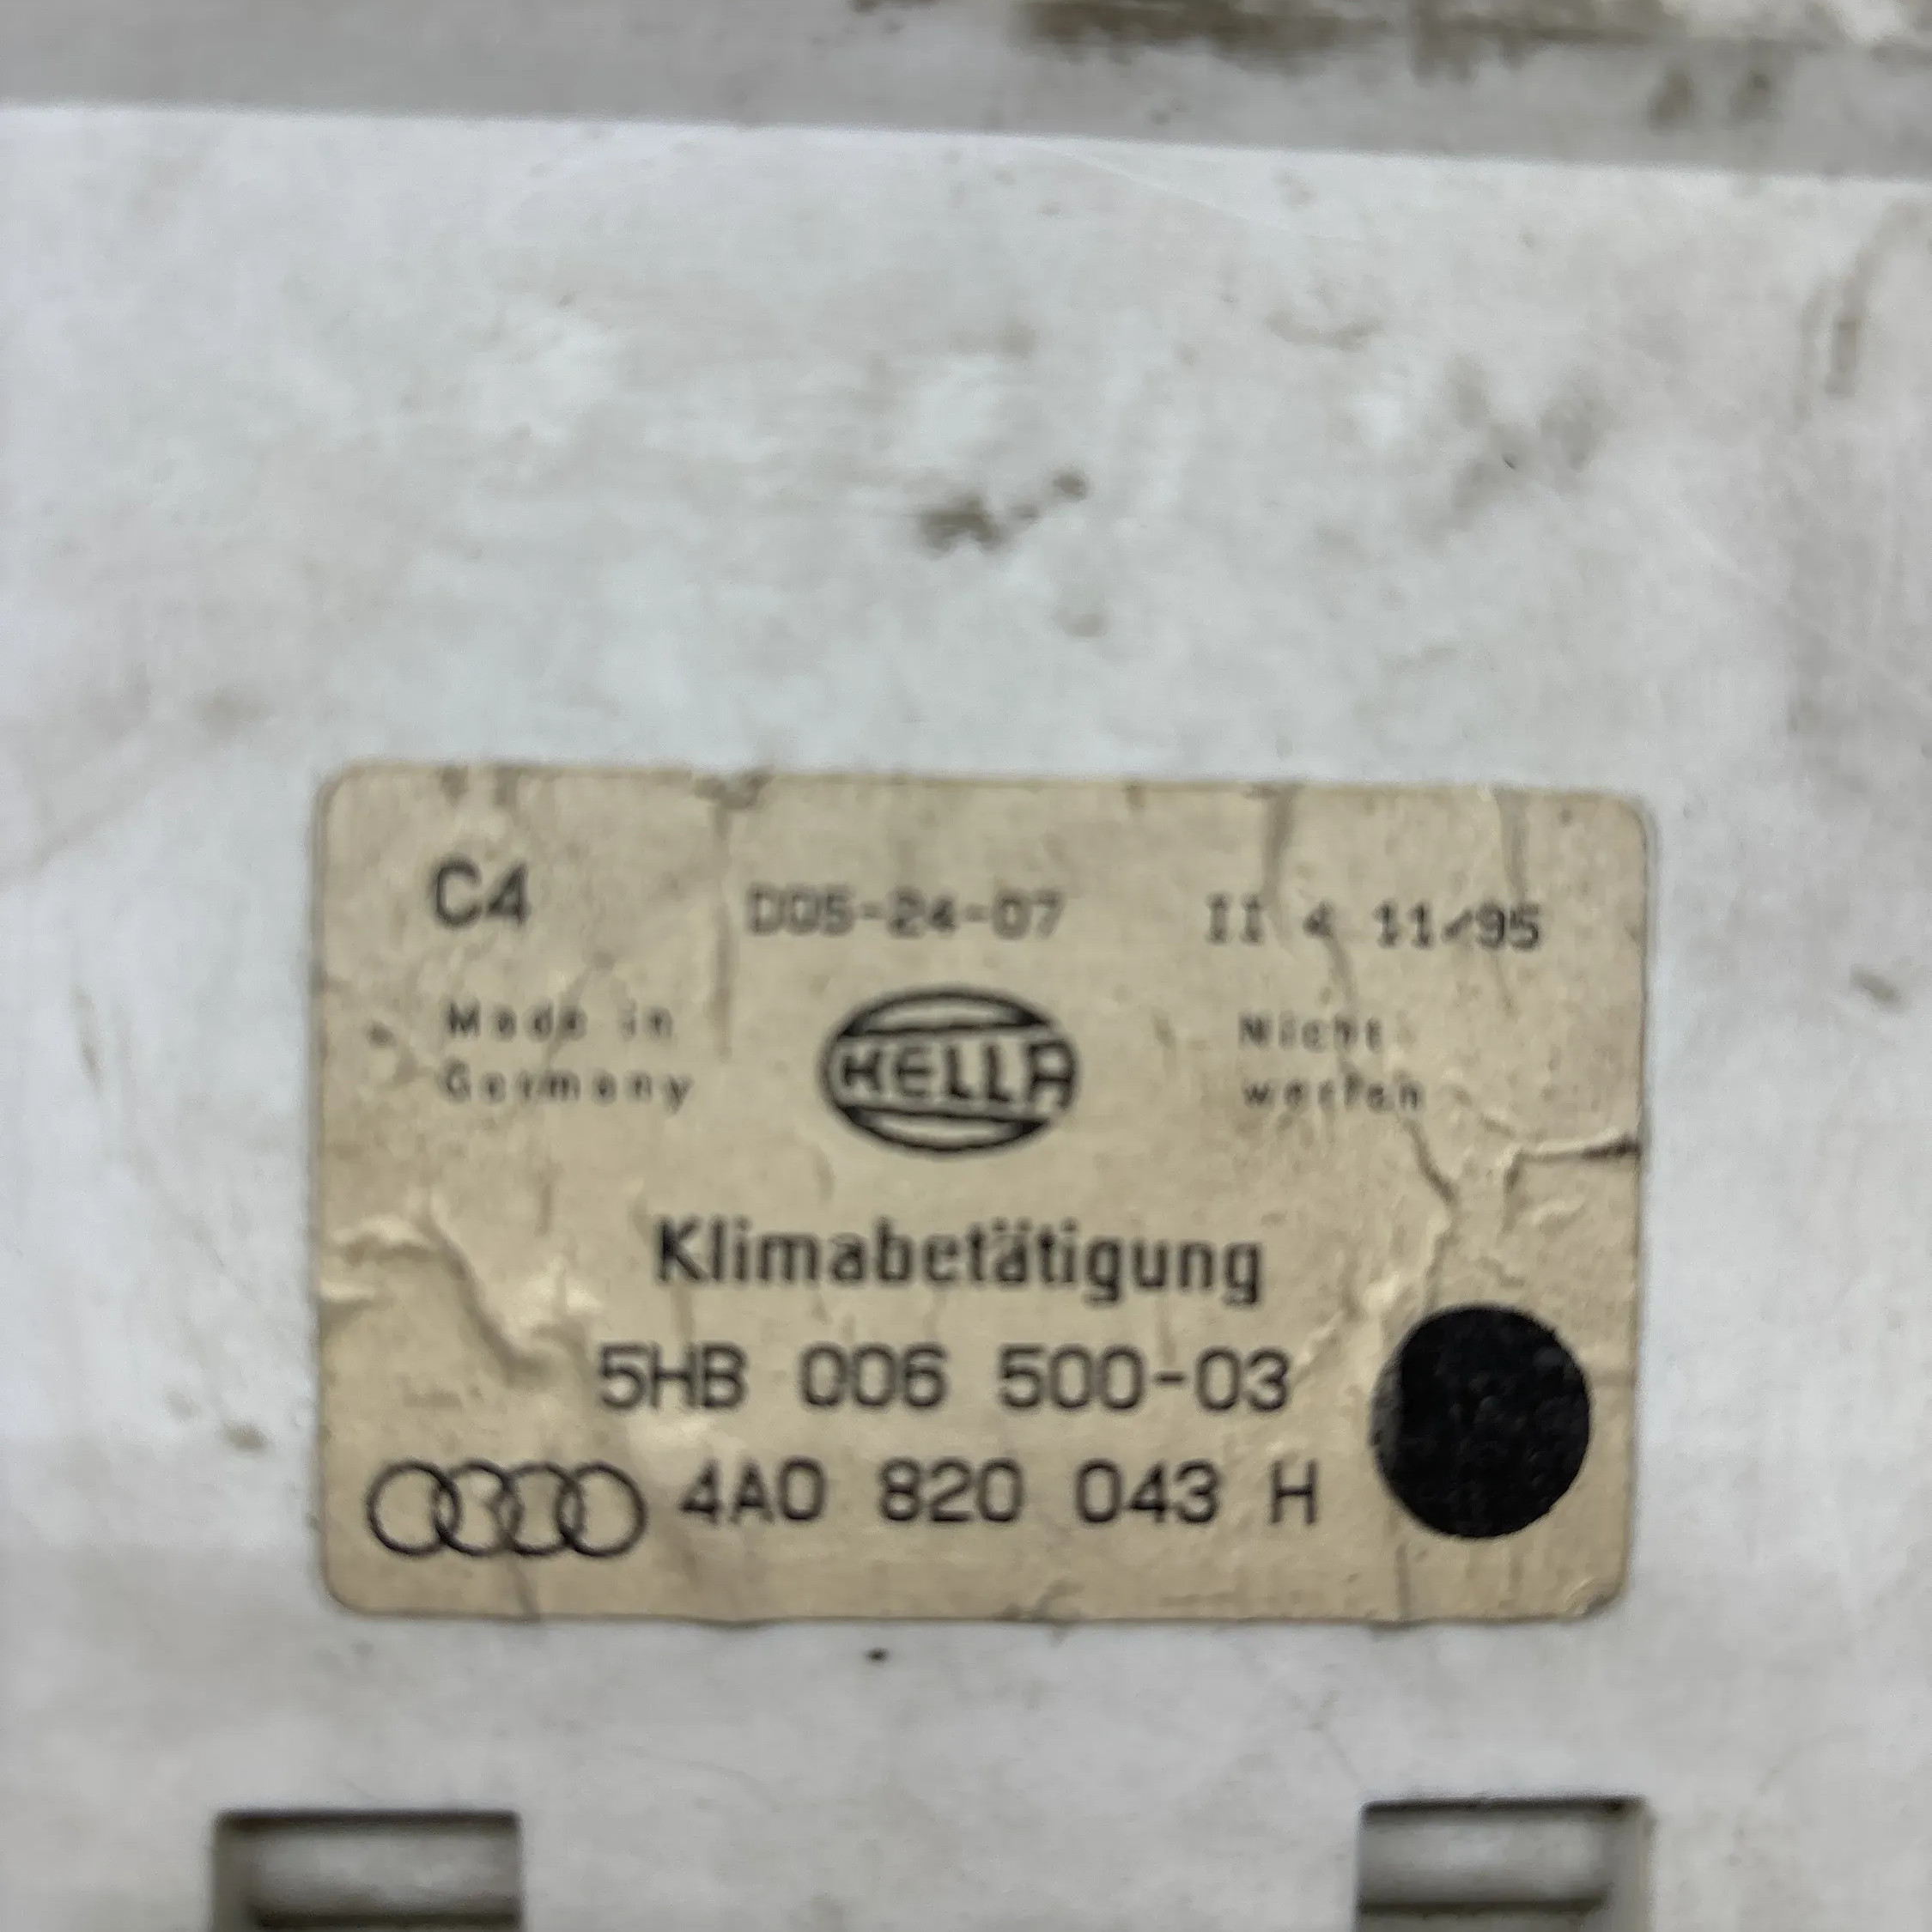 C4 D05-24-07 II < 11/95
Made in Germany
HELLA
Nicht werfen
Klimabetätigung
5HB 006 500-03
4A0 820 043 H